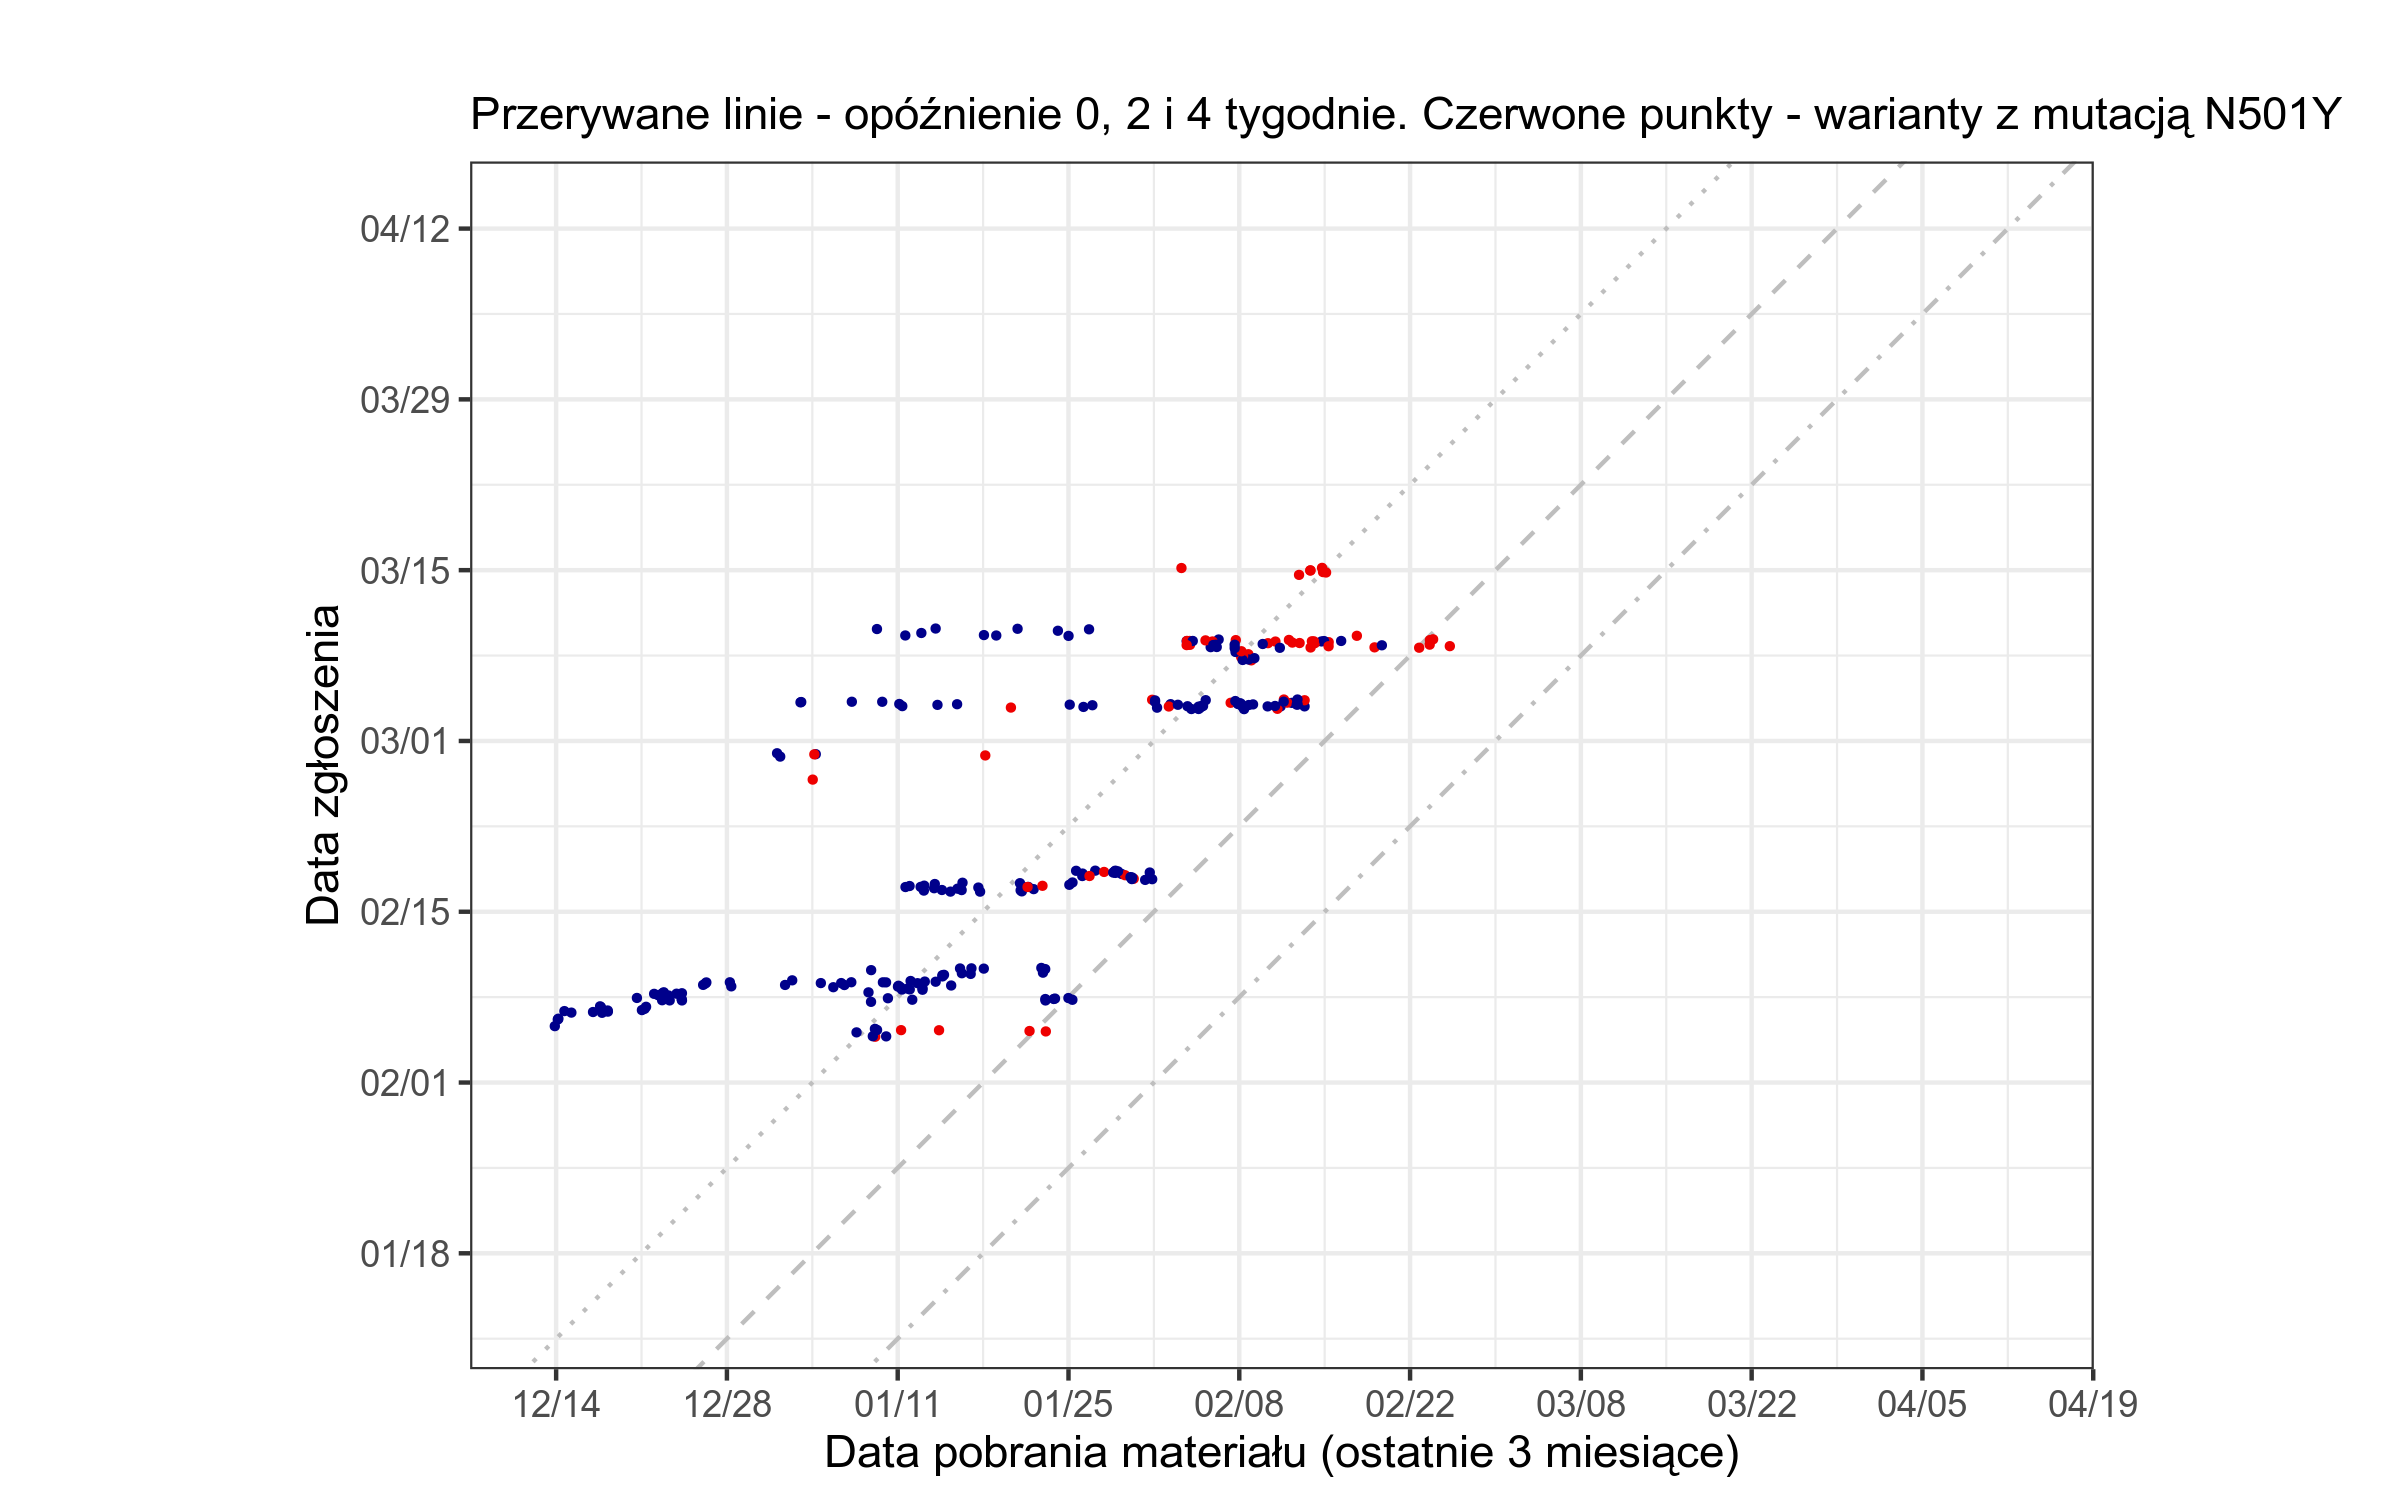 Przerywane linie - opóźnienie 0, 2 i 4 tygodnie. Czerwone punkty - warianty z mutacją N501Y
04/12
03/29
03/15
03/01
02/15
02/01
01/18
Data zgłoszenia
12/14 12/28 01/11 01/25 02/08 02/22 03/08 03/22 04/05 04/19
Data pobrania materiału (ostatnie 3 miesiące)